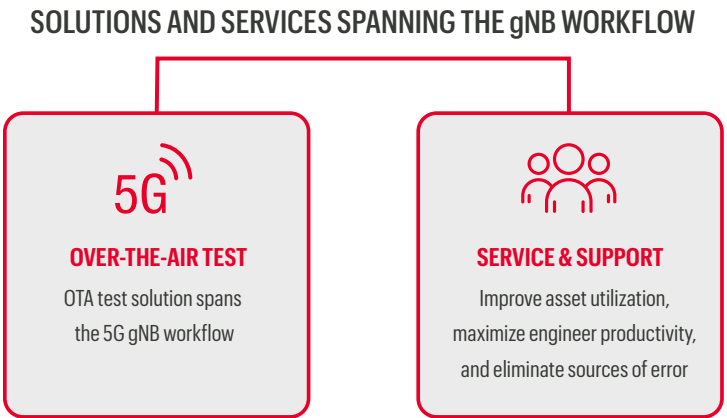 SOLUTIONS AND SERVICES SPANNING THE gNB WORKFLOW
5G
OVER-THE-AIR TEST
OTA test solution spans
the 5G gNB workflow
SERVICE & SUPPORT
Improve asset utilization,
maximize engineer productivity,
and eliminate sources of error